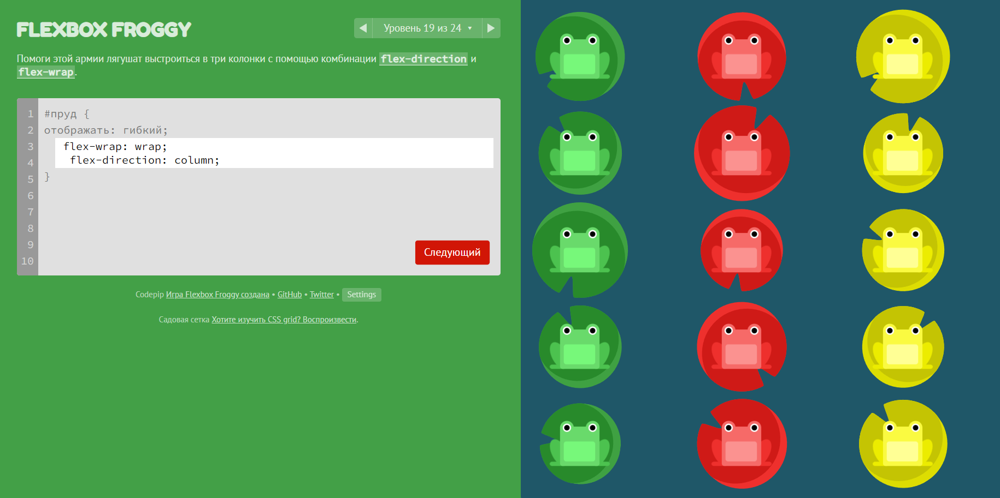 FLEXBOX FROGGY
◀ Уровень 19 из 24 ▼ ▶
Помоги этой армии лягушат выстроиться в три колонки с помощью комбинации flex-direction и
flex-wrap.
1 #пруд {
2 отображать: гибкий;
3 flex-wrap: wrap;
4 flex-direction: column;
5 }
6
7
8
9
10
Следующий
Codepip Игра Flexbox Froggy создана • GitHub • Twitter • Settings
Садовая сетка Хотите изучить CSS grid? Воспроизвести.